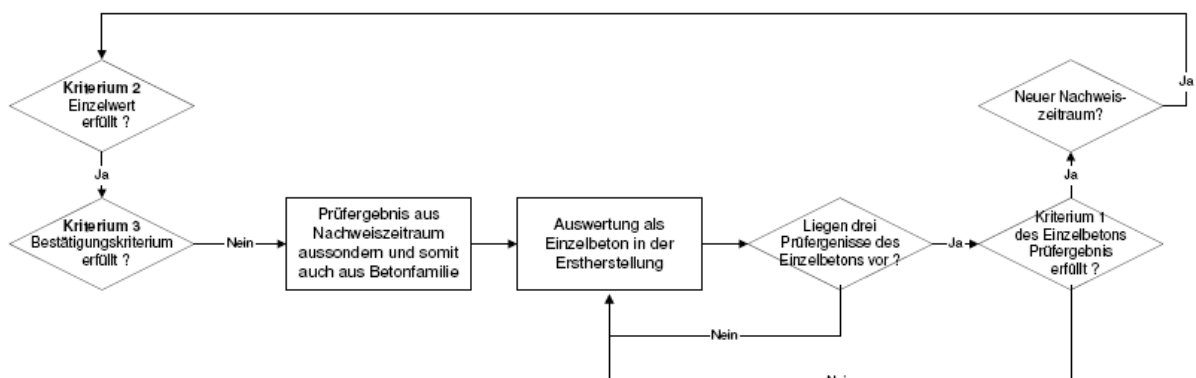 Kriterium 2
Einzelwert
erfüllt ?
Ja
Kriterium 3
Bestätigungskriterium
erfüllt ?
Nein
Prüfergebnis aus
Nachweiszeitraum
aussondern und somit
auch aus Betonfamilie
Auswertung als
Einzelbeton in der
Erstherstellung
Liegen drei
Prüfergenisse des
Einzelbetons vor ?
Ja
Nein
Kriterium 1
des Einzelbetons
Prüfergebnis
erfüllt ?
Ja
Neuer Nachweis-
zeitraum?
Ja